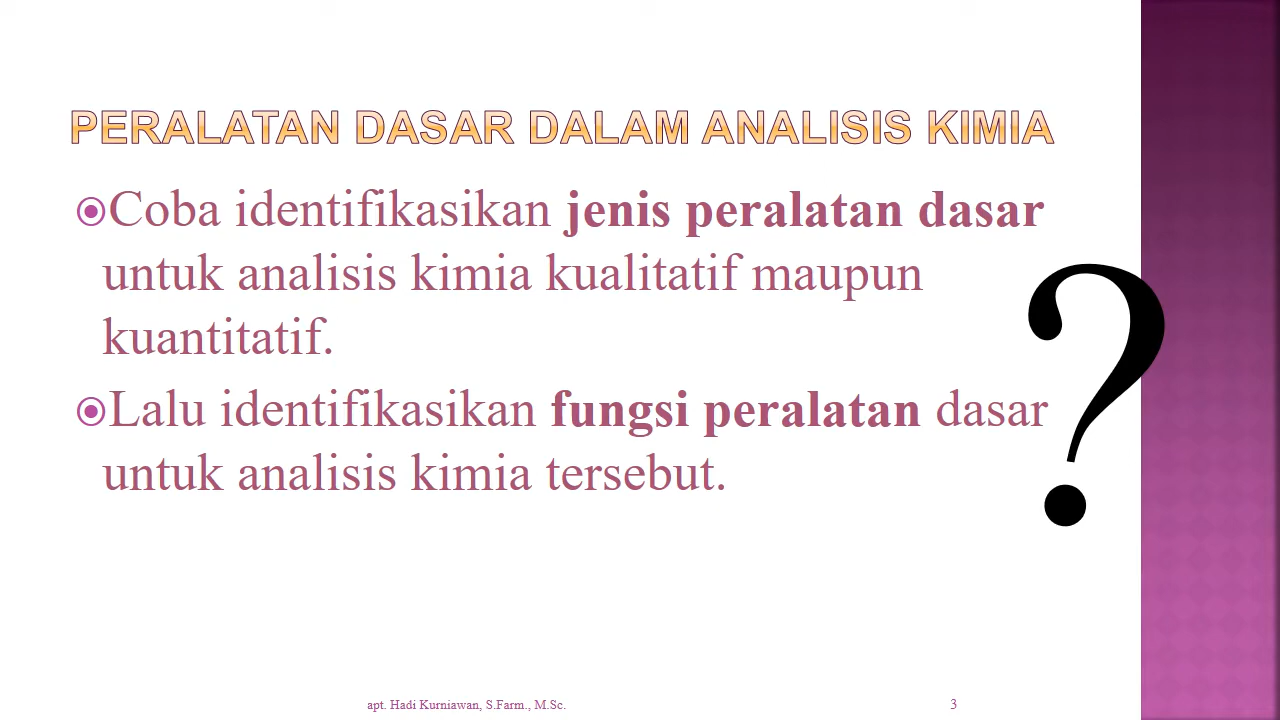 PERALATAN DASAR DALAM ANALISIS KIMIA
Coba identifikasikan jenis peralatan dasar
untuk analisis kimia kualitatif maupun
kuantitatif.
Lalu identifikasikan fungsi peralatan dasar
untuk analisis kimia tersebut.
?
apt. Hadi Kurniawan, S.Farm., M.Sc.
3